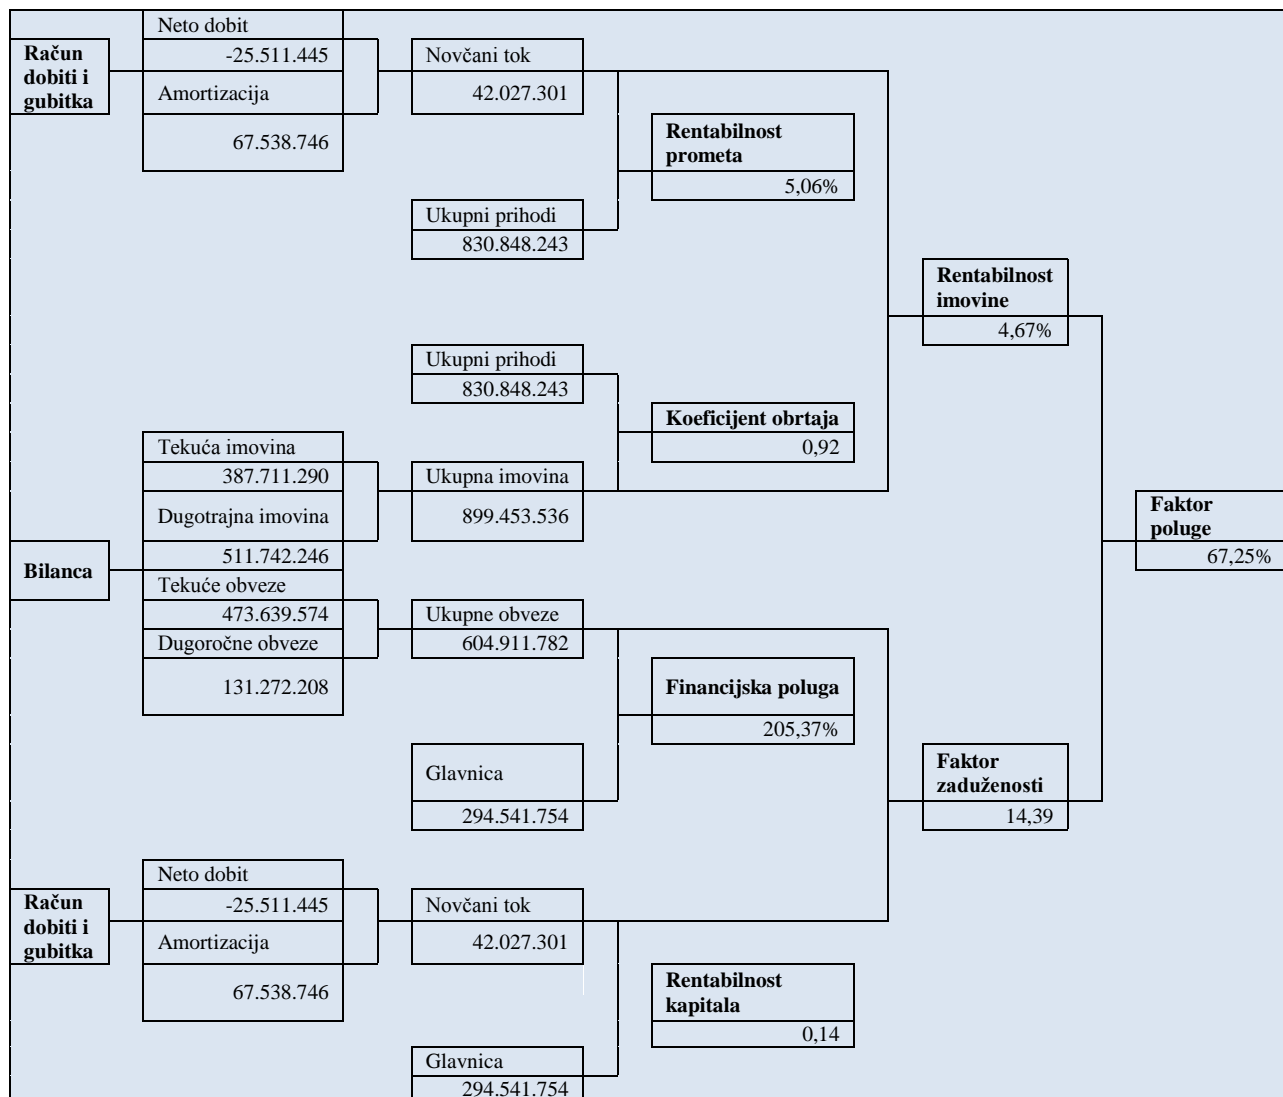 Neto dobit
Račun
dobiti i
gubitka
-25.511.445
Novčani tok
Amortizacija
42.027.301
67.538.746
Rentabilnost
prometa
5,06%
Ukupni prihodi
830.848.243
Rentabilnost
imovine
4,67%
Ukupni prihodi
830.848.243
Koeficijent obrtaja
0,92
Tekuća imovina
387.711.290
Ukupna imovina
Dugotrajna imovina
899.453.536
Faktor
poluge
67,25%
511.742.246
Bilanca
Tekuće obveze
473.639.574
Ukupne obveze
Dugoročne obveze
604.911.782
131.272.208
Financijska poluga
205,37%
Glavnica
294.541.754
Faktor
zaduženosti
14,39
Neto dobit
Račun
dobiti i
gubitka
-25.511.445
Novčani tok
Amortizacija
42.027.301
67.538.746
Rentabilnost
kapitala
0,14
Glavnica
294.541.754